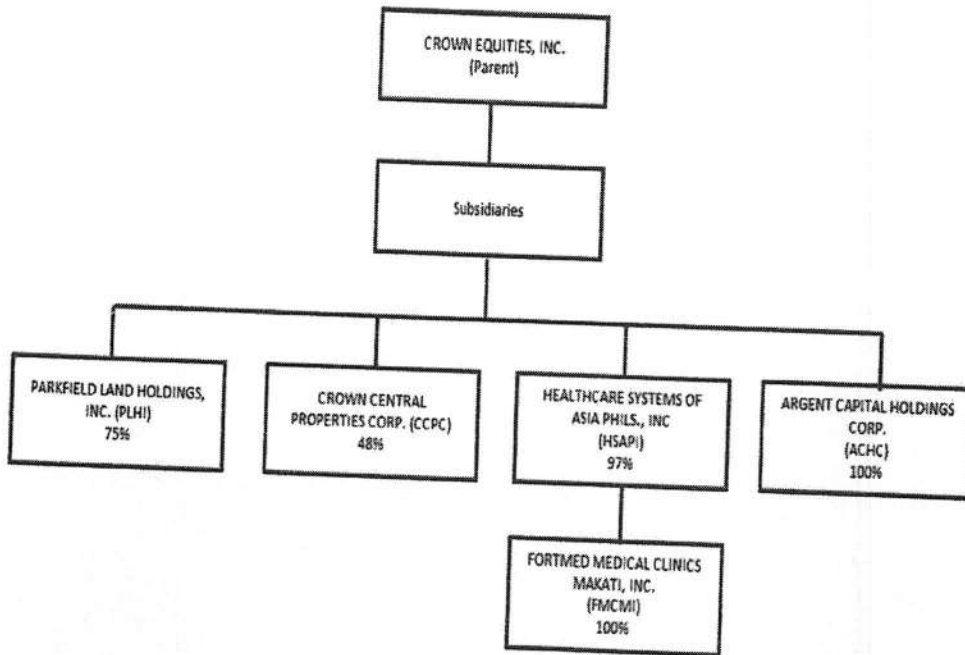 CROWN EQUITIES, INC.
(Parent)
Subsidiaries
PARKFIELD LAND HOLDINGS,
INC. (PLHI)
75%
CROWN CENTRAL
PROPERTIES CORP. (CCPC)
48%
HEALTHCARE SYSTEMS OF
ASIA PHILS., INC
(HSAPI)
97%
ARGENT CAPITAL HOLDINGS
CORP.
(ACHC)
100%
FORTMED MEDICAL CLINICS
MAKATI, INC.
(FMCMI)
100%